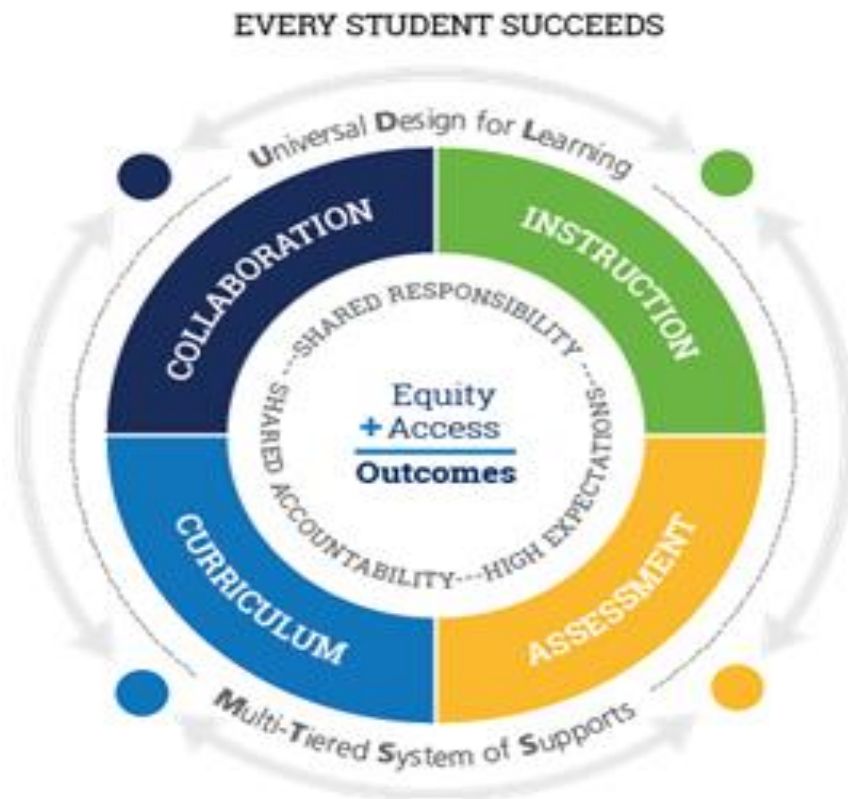 EVERY STUDENT SUCCEEDS
Universal Design for Learning
COLLABORATION
INSTRUCTION
SHARED RESPONSIBILITY ---HIGH EXPECTATIONS---SHARED ACCOUNTABILITY---
Equity
+ Access
Outcomes
CURRICULUM
ASSESSMENT
Multi-Tiered System of Supports